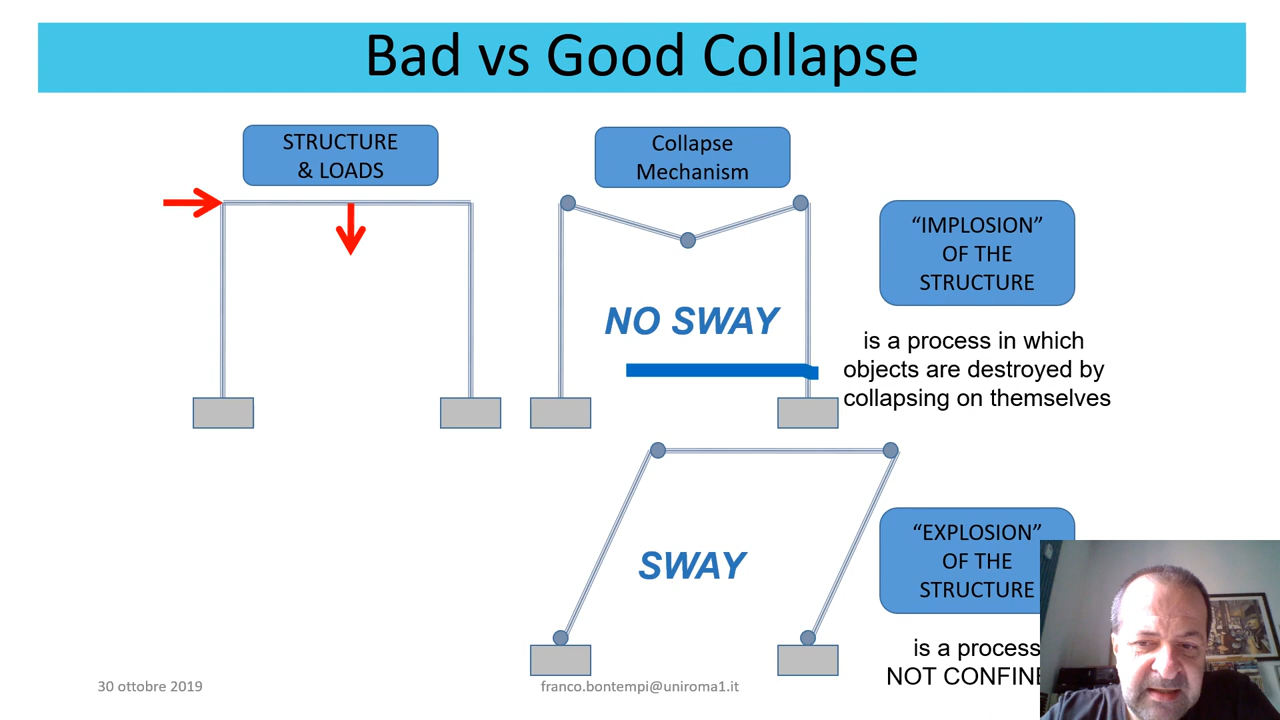 Bad vs Good Collapse
STRUCTURE
& LOADS
Collapse
Mechanism
“IMPLOSION”
OF THE
STRUCTURE
NO SWAY
is a process in which
objects are destroyed by
collapsing on themselves
“EXPLOSION”
OF THE
STRUCTURE
SWAY
is a process
NOT
30 ottobre 2019
franco.bontempi@uniroma1.it